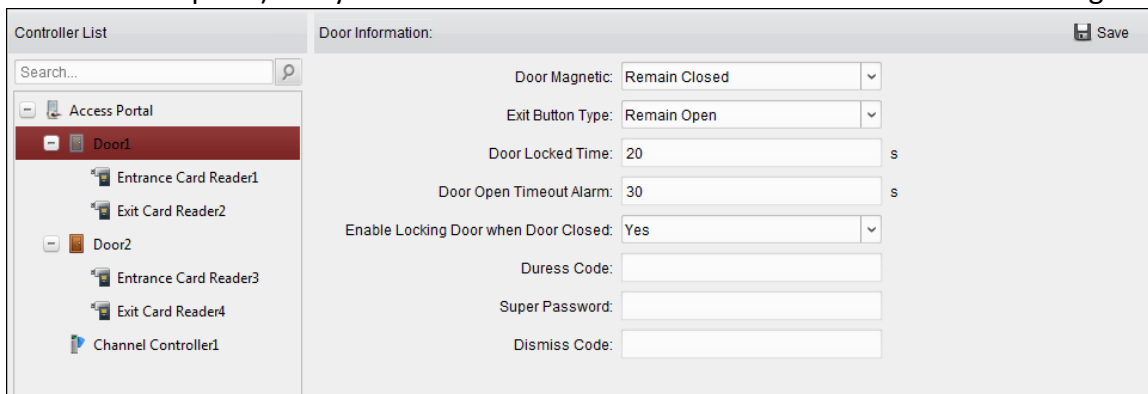 Controller List
Door Information:
Save
Search...
Access Portal
Door1
Entrance Card Reader1
Exit Card Reader2
Door2
Entrance Card Reader3
Exit Card Reader4
Channel Controller1
Door Magnetic: Remain Closed
Exit Button Type: Remain Open
Door Locked Time: 20 s
Door Open Timeout Alarm: 30 s
Enable Locking Door when Door Closed: Yes
Duress Code:
Super Password:
Dismiss Code: